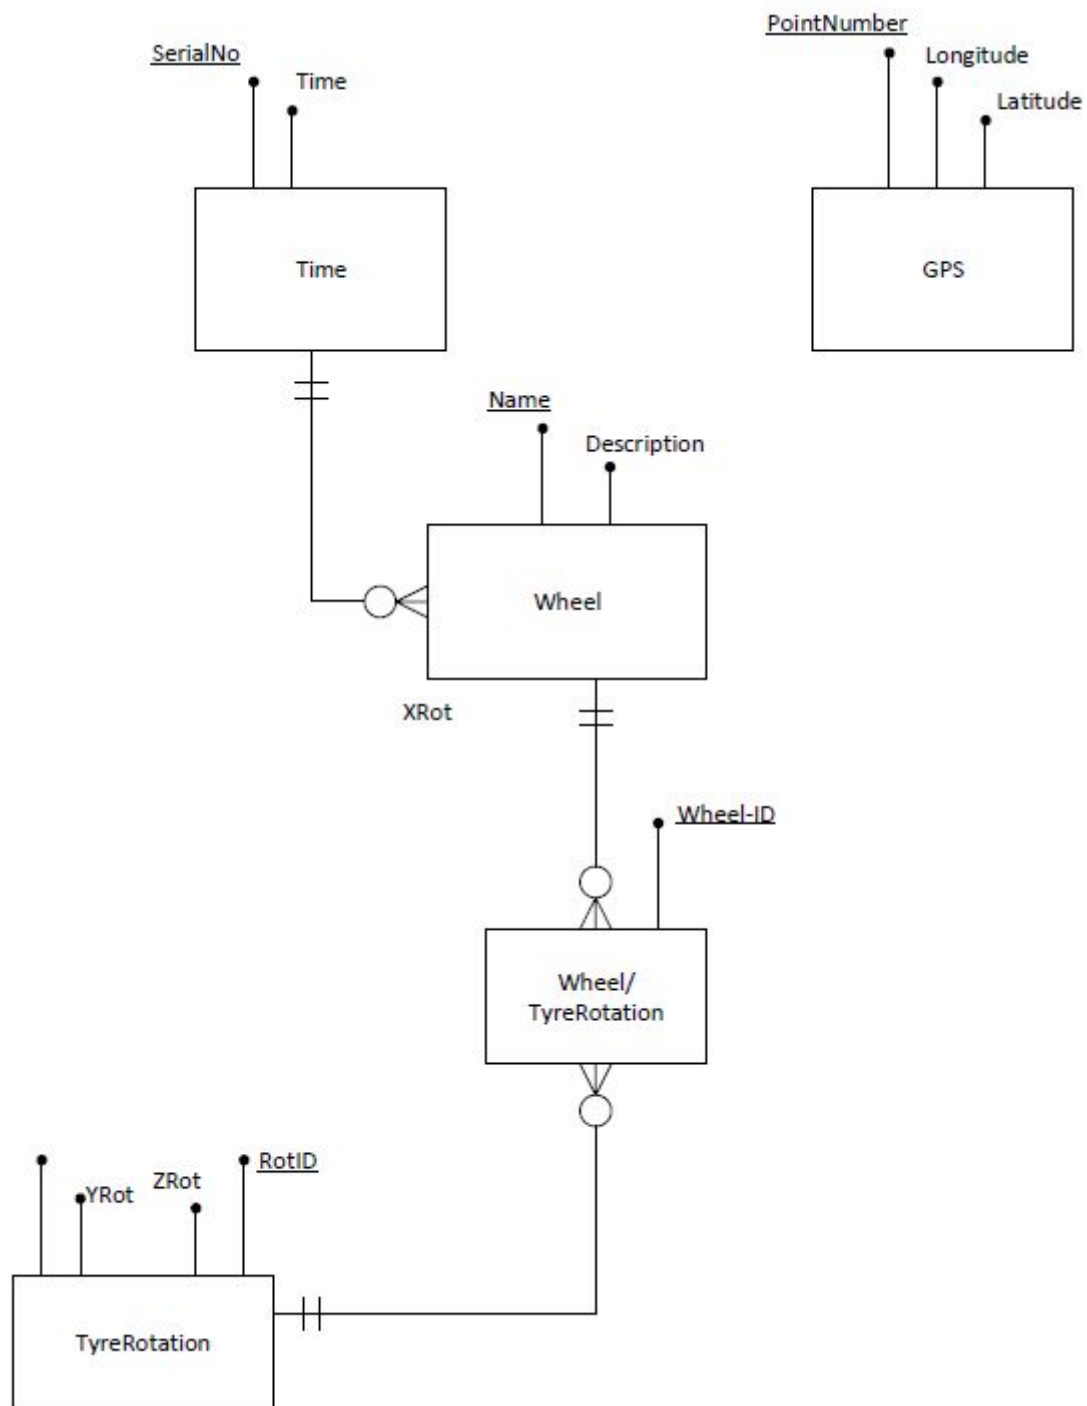 PointNumber
SerialNo
Longitude
Time
Latitude
Time
GPS
Name
Description
Wheel
XRot
Wheel-ID
Wheel/
TyreRotation
RotID
ZRot
YRot
TyreRotation